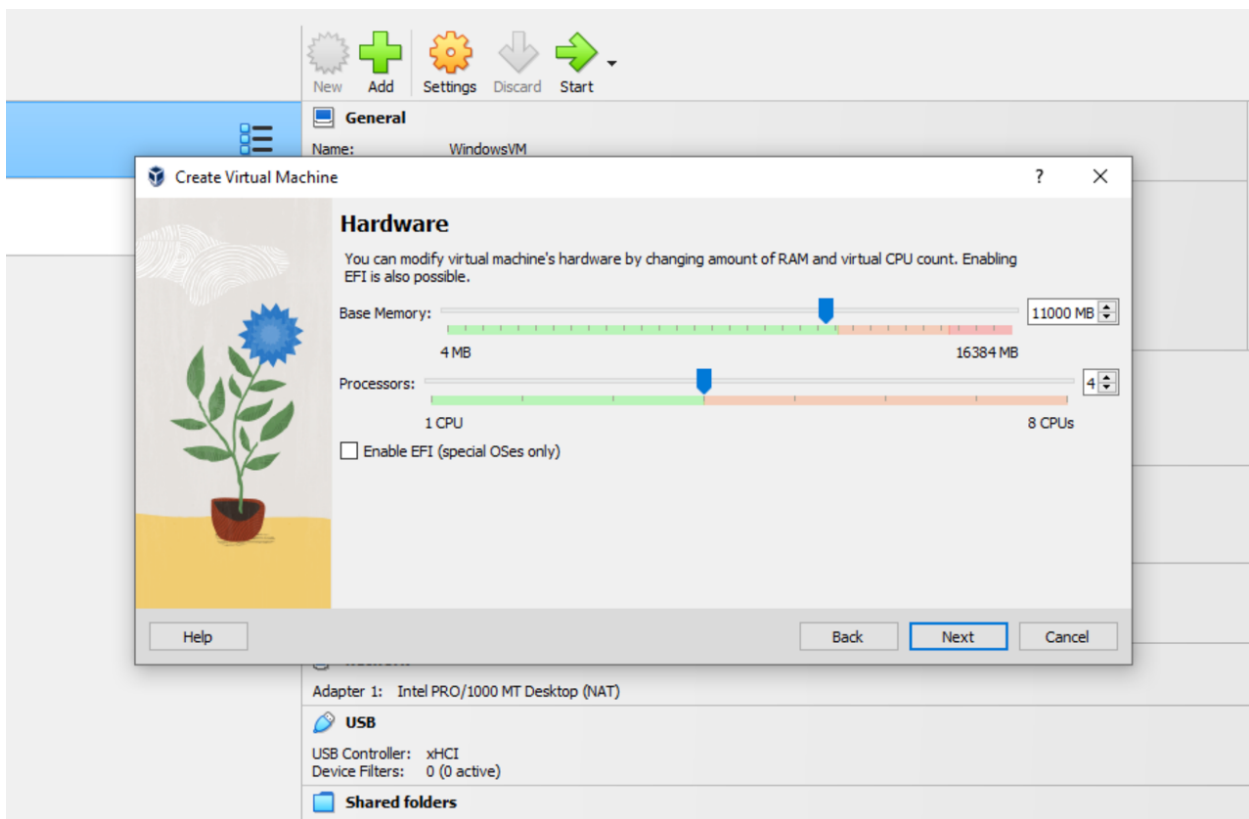 New Add Settings Discard Start
General
Name: WindowsVM
Create Virtual Machine ?
Hardware
You can modify virtual machine's hardware by changing amount of RAM and virtual CPU count. Enabling
EFI is also possible.
Base Memory: 11000 MB
4 MB 16384 MB
Processors: 4
1 CPU 8 CPUs
Enable EFI (special OSes only)
Help Back Next Cancel
Adapter 1: Intel PRO/1000 MT Desktop (NAT)
USB
USB Controller: xHCI
Device Filters: 0 (0 active)
Shared folders